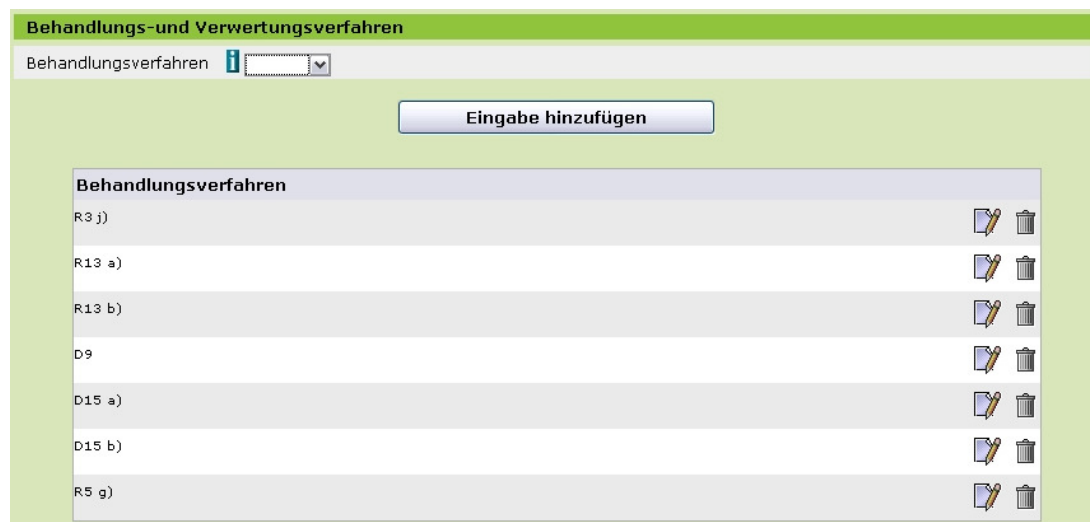 Behandlungs-und Verwertungsverfahren
Behandlungsverfahren i
Eingabe hinzufügen
Behandlungsverfahren
R3 j)
R13 a)
R13 b)
D9
D15 a)
D15 b)
R5 g)